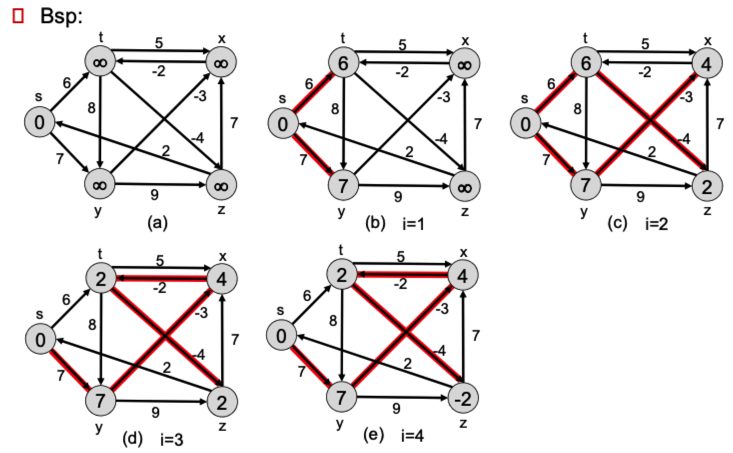 Bsp:
t 5 x
∞ -2 ∞
6 8 -3
s 0 -4 7
7 2
∞ 9 ∞
y z
(a)
t 5 x
6 -2 ∞
6 8 -3
s 0 -4 7
7 2
7 9 ∞
y z
(b) i=1
t 5 x
6 -2 4
6 8 -3
s 0 -4 7
7 2
7 9 2
y z
(c) i=2
t 5 x
2 -2 4
6 8 -3
s 0 -4 7
7 2
7 9 2
y z
(d) i=3
t 5 x
2 -2 4
6 8 -3
s 0 -4 7
7 2
7 9 -2
y z
(e) i=4